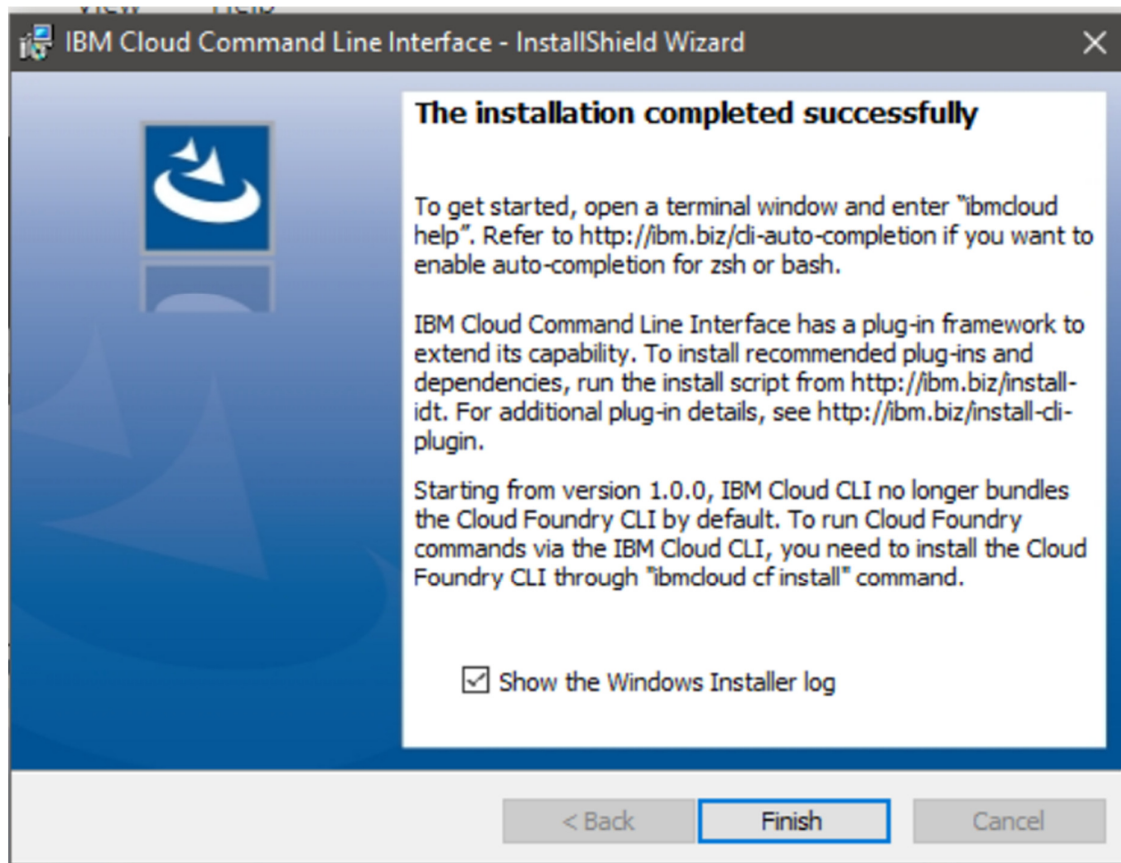 IBM Cloud Command Line Interface - InstallShield Wizard
The installation completed successfully
To get started, open a terminal window and enter "ibmcloud
help". Refer to http://ibm.biz/cli-auto-completion if you want to
enable auto-completion for zsh or bash.
IBM Cloud Command Line Interface has a plug-in framework to
extend its capability. To install recommended plug-ins and
dependencies, run the install script from http://ibm.biz/install-
idt. For additional plug-in details, see http://ibm.biz/install-cli-
plugin.
Starting from version 1.0.0, IBM Cloud CLI no longer bundles
the Cloud Foundry CLI by default. To run Cloud Foundry
commands via the IBM Cloud CLI, you need to install the Cloud
Foundry CLI through "ibmcloud cf install" command.
Show the Windows Installer log
< Back Finish Cancel